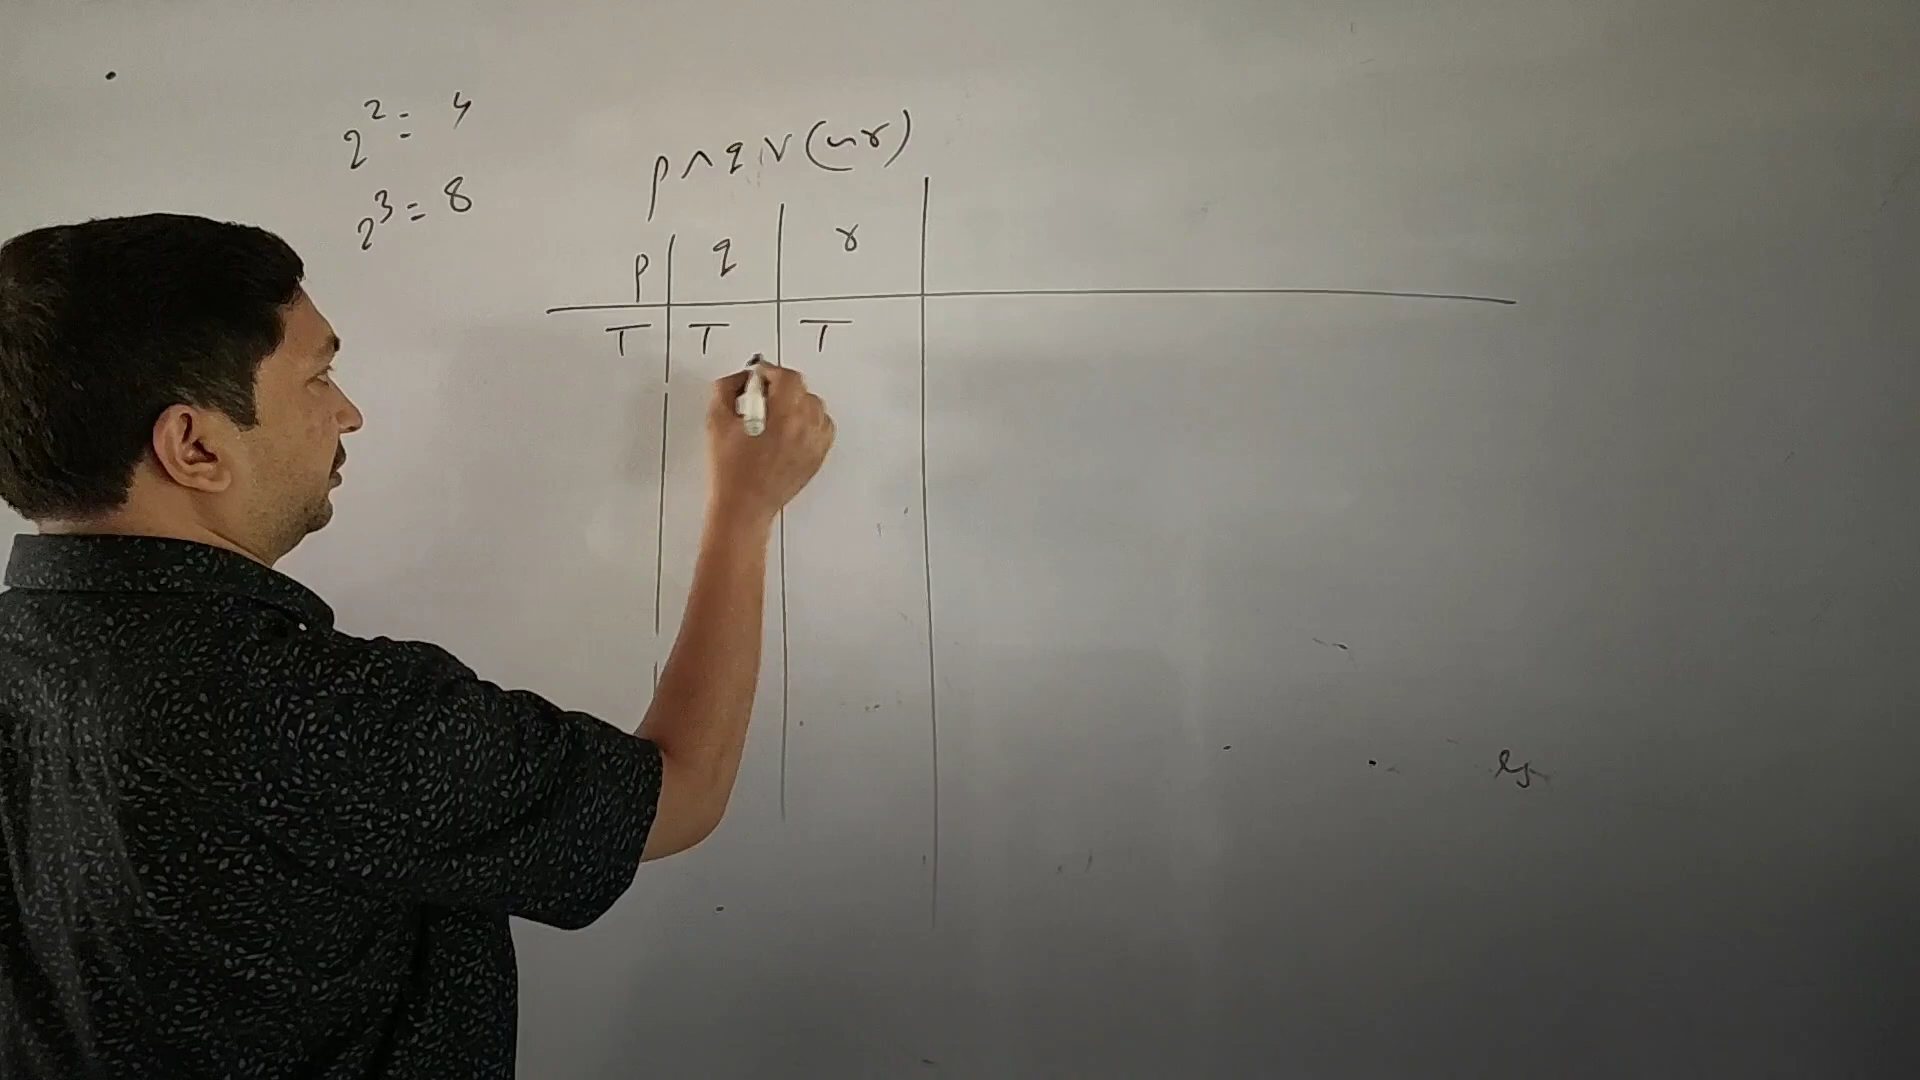 2² = 4
2³ = 8
p ∧ q ∨ (~r)
p q r
T T T